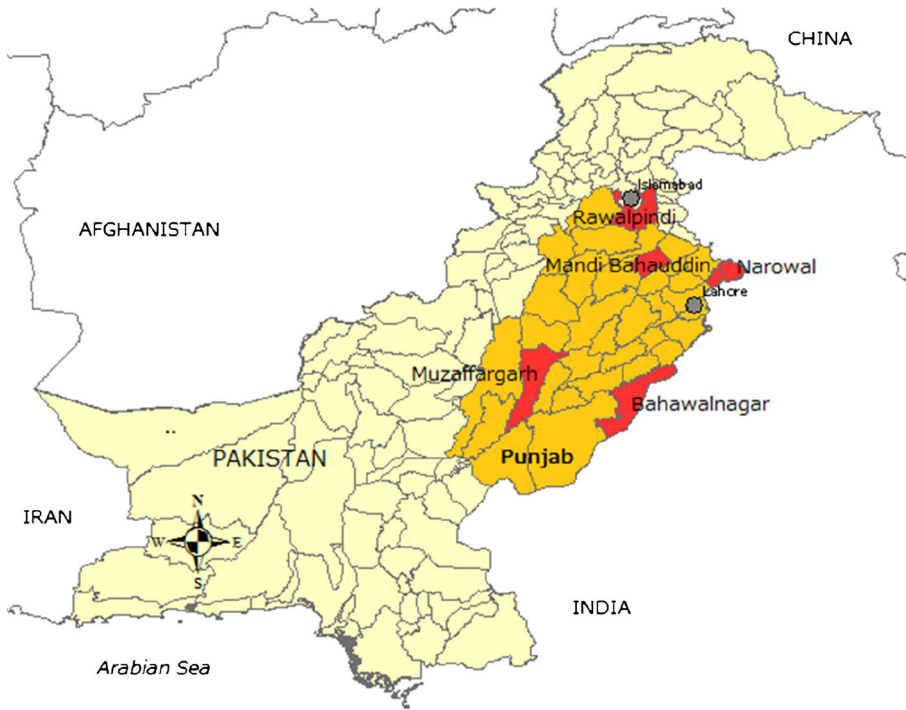 CHINA
Islamabad
Rawalpindi
AFGHANISTAN
Mandi Bahauddin
Narowal
Lahore
Muzaffargarh
Bahawalnagar
Punjab
PAKISTAN
N
IRAN
W
E
S
INDIA
Arabian Sea